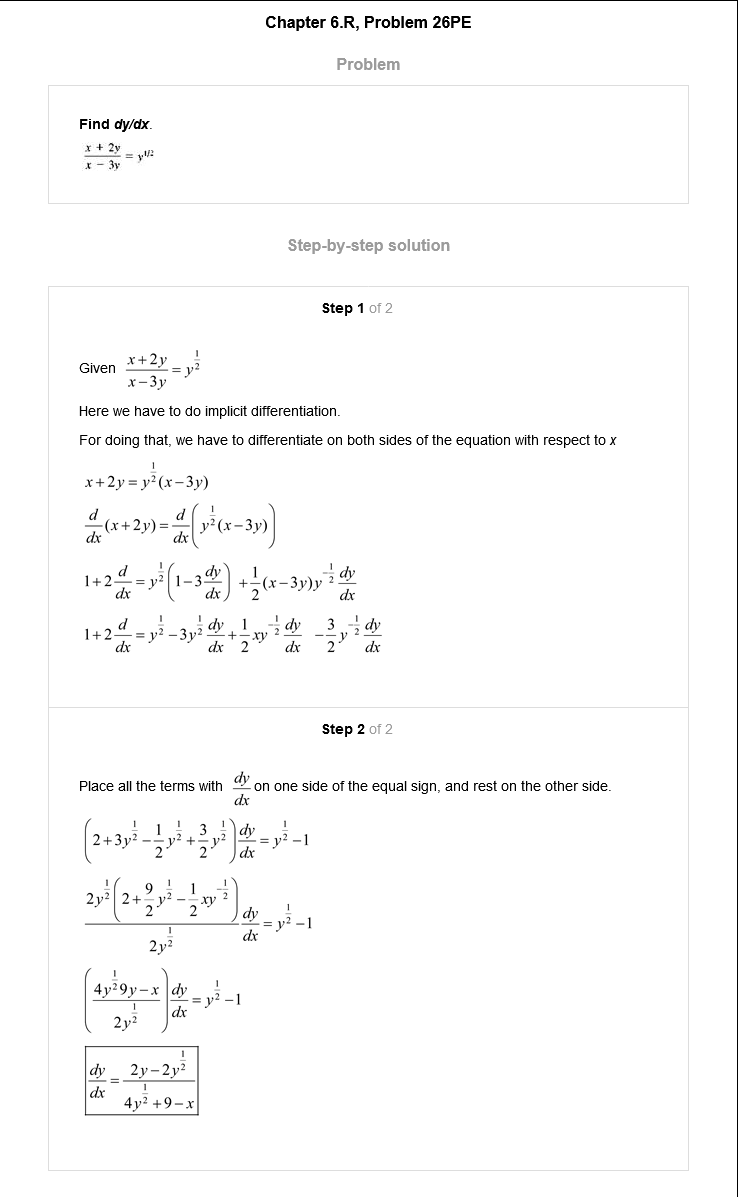 Chapter 6.R, Problem 26PE
Problem
Find dy/dx.
\frac{x + 2y}{x - 3y} = y^{1/2}
Step-by-step solution
Step 1 of 2
Given \frac{x+2y}{x-3y} = y^{\frac{1}{2}}
Here we have to do implicit differentiation.
For doing that, we have to differentiate on both sides of the equation with respect to x
x+2y = y^{\frac{1}{2}}(x-3y)
\frac{d}{dx}(x+2y) = \frac{d}{dx}\left(y^{\frac{1}{2}}(x-3y)\right)
1+2\frac{d}{dx} = y^{\frac{1}{2}}\left(1-3\frac{dy}{dx}\right) + \frac{1}{2}(x-3y)y^{-\frac{1}{2}}\frac{dy}{dx}
1+2\frac{d}{dx} = y^{\frac{1}{2}} - 3y^{\frac{1}{2}}\frac{dy}{dx} + \frac{1}{2}xy^{-\frac{1}{2}}\frac{dy}{dx} - \frac{3}{2}y^{-\frac{1}{2}}\frac{dy}{dx}
Step 2 of 2
Place all the terms with \frac{dy}{dx} on one side of the equal sign, and rest on the other side.
\left(2+3y^{\frac{1}{2}} - \frac{1}{2}y^{\frac{1}{2}} + \frac{3}{2}y^{\frac{1}{2}}\right)\frac{dy}{dx} = y^{\frac{1}{2}} - 1
\frac{2y^{\frac{1}{2}}\left(2+\frac{9}{2}y^{\frac{1}{2}} - \frac{1}{2}xy^{-\frac{1}{2}}\right)}{2y^{\frac{1}{2}}}\frac{dy}{dx} = y^{\frac{1}{2}} - 1
\left(\frac{4y^{\frac{1}{2}}9y-x}{2y^{\frac{1}{2}}}\right)\frac{dy}{dx} = y^{\frac{1}{2}} - 1
\frac{dy}{dx} = \frac{2y-2y^{\frac{1}{2}}}{4y^{\frac{1}{2}}+9-x}